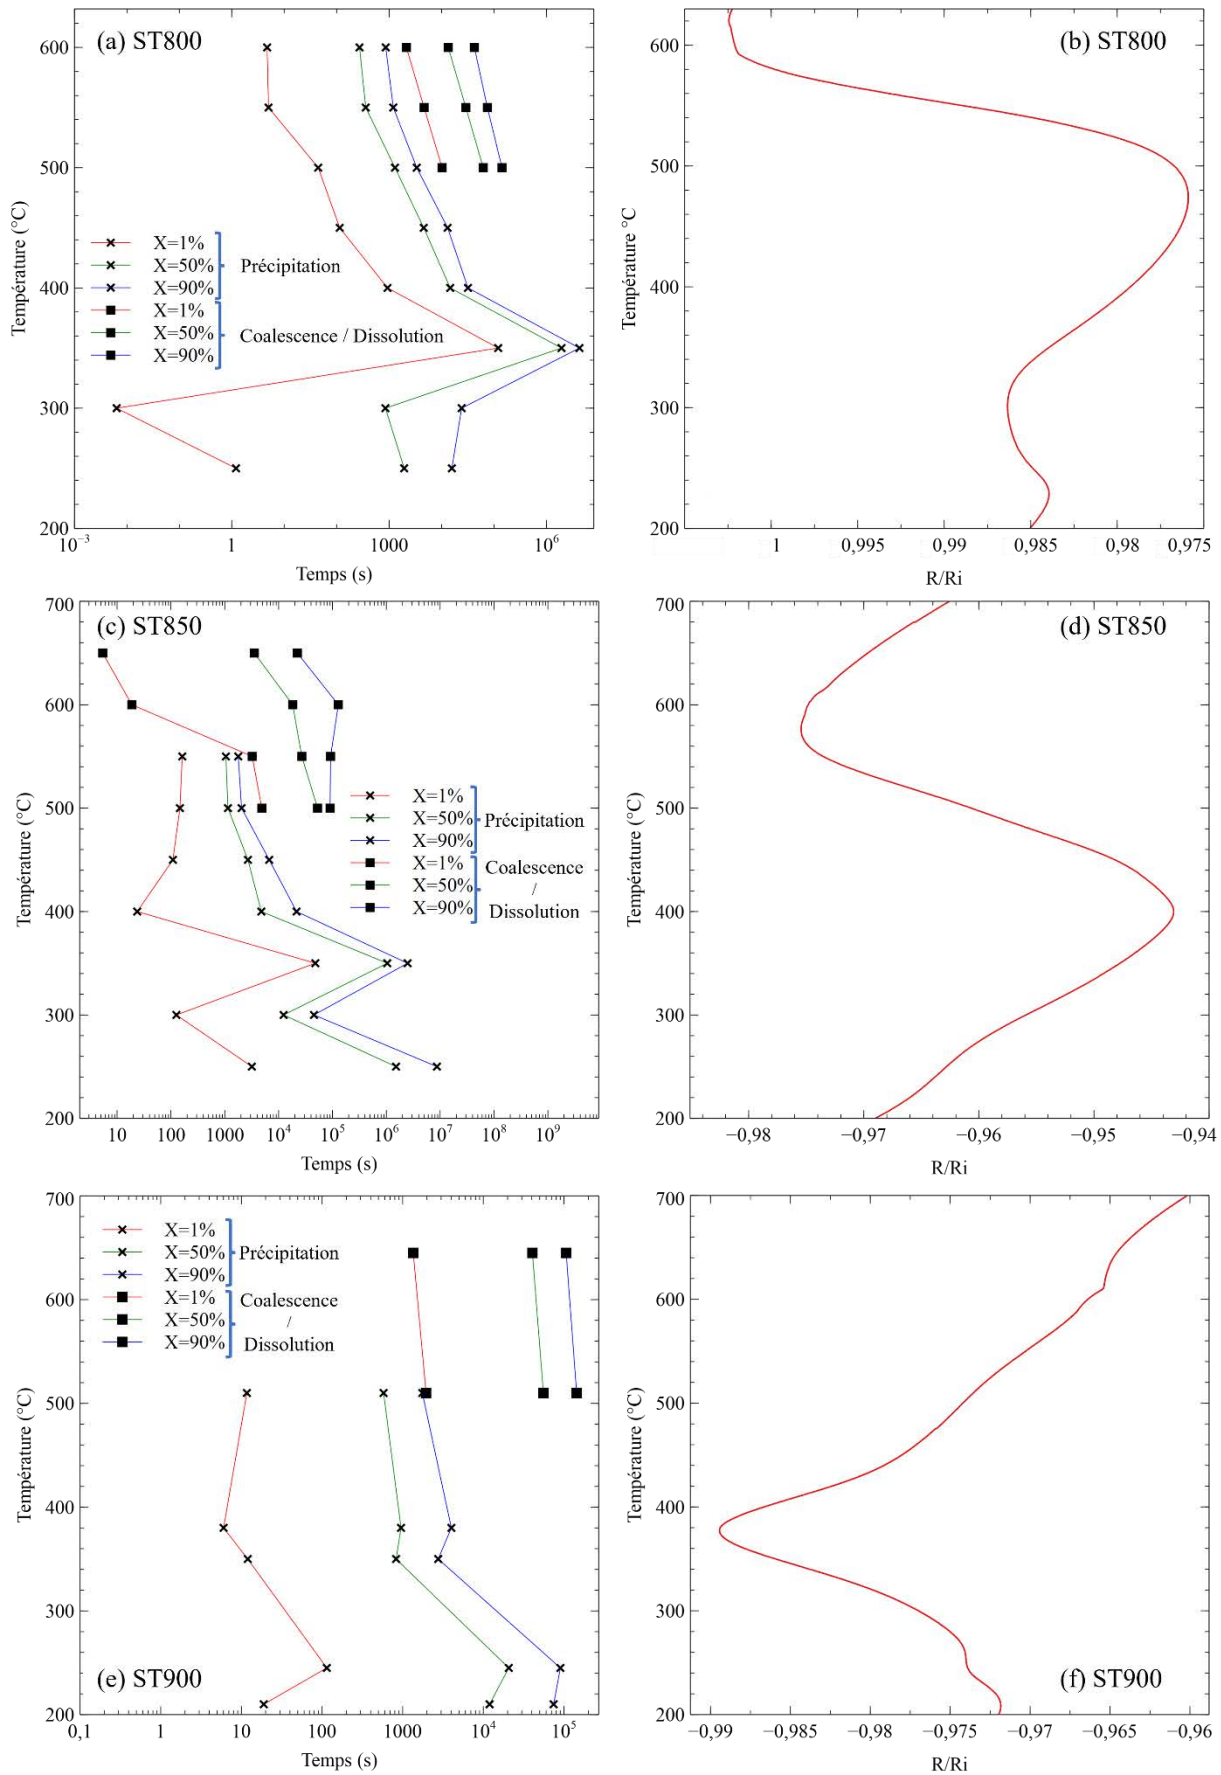 (a) ST800
600
500
400
300
200
Température (°C)
X=1%
X=50%
X=90%
Précipitation
X=1%
X=50%
X=90%
Coalescence / Dissolution
10⁻³
1
1000
10⁶
Temps (s)
(b) ST800
600
500
400
300
200
Température °C
1
0,995
0,99
0,985
0,98
0,975
R/Ri
(c) ST850
700
600
500
400
300
200
Température (°C)
X=1%
X=50%
X=90%
Précipitation
X=1%
X=50%
X=90%
Coalescence
/
Dissolution
10
100
1000
10⁴
10⁵
10⁶
10⁷
10⁸
10⁹
Temps (s)
(d) ST850
700
600
500
400
300
200
Température (°C)
−0,98
−0,97
−0,96
−0,95
−0,94
R/Ri
700
600
500
400
300
200
Température (°C)
X=1%
X=50%
X=90%
Précipitation
X=1%
X=50%
X=90%
Coalescence
/
Dissolution
(e) ST900
0,1
1
10
100
1000
10⁴
10⁵
Temps (s)
700
600
500
400
300
200
Température (°C)
(f) ST900
−0,99
−0,985
−0,98
−0,975
−0,97
−0,965
−0,96
R/Ri